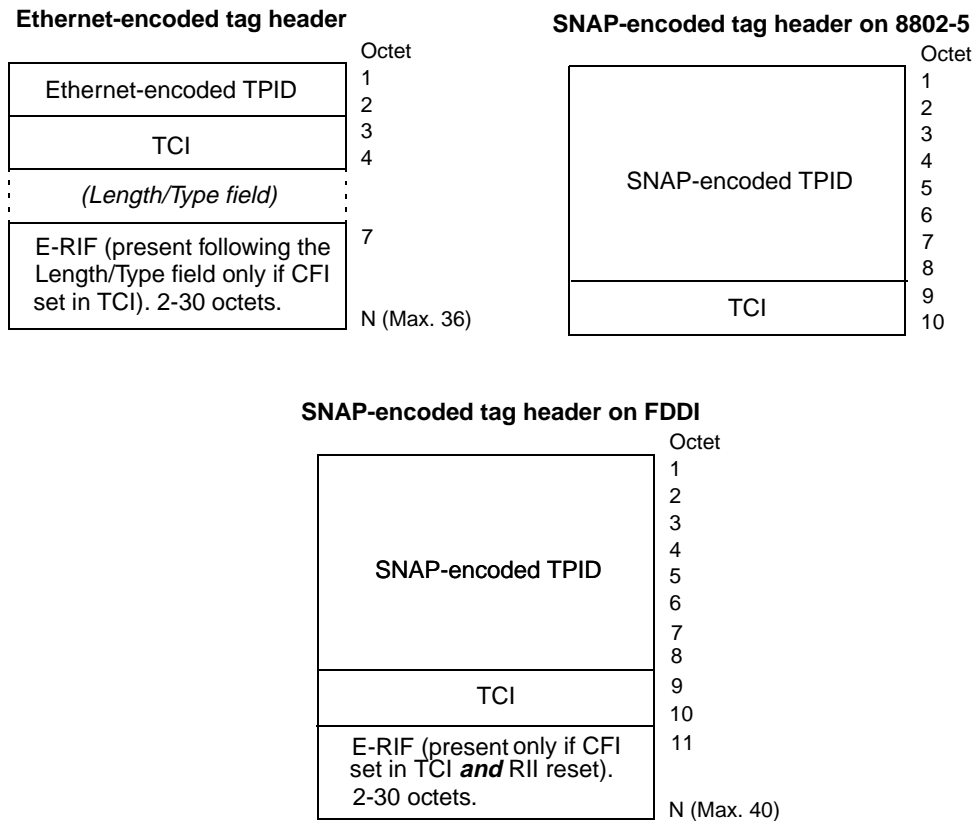 Ethernet-encoded tag header
Octet
Ethernet-encoded TPID
1
2
TCI
3
4
(Length/Type field)
E-RIF (present following the
Length/Type field only if CFI
set in TCI). 2-30 octets.
7
N (Max. 36)
SNAP-encoded tag header on 8802-5
Octet
SNAP-encoded TPID
1
2
3
4
5
6
7
8
TCI
9
10
SNAP-encoded tag header on FDDI
Octet
SNAP-encoded TPID
1
2
3
4
5
6
7
8
TCI
9
10
E-RIF (present only if CFI
set in TCI and RII reset).
2-30 octets.
11
N (Max. 40)